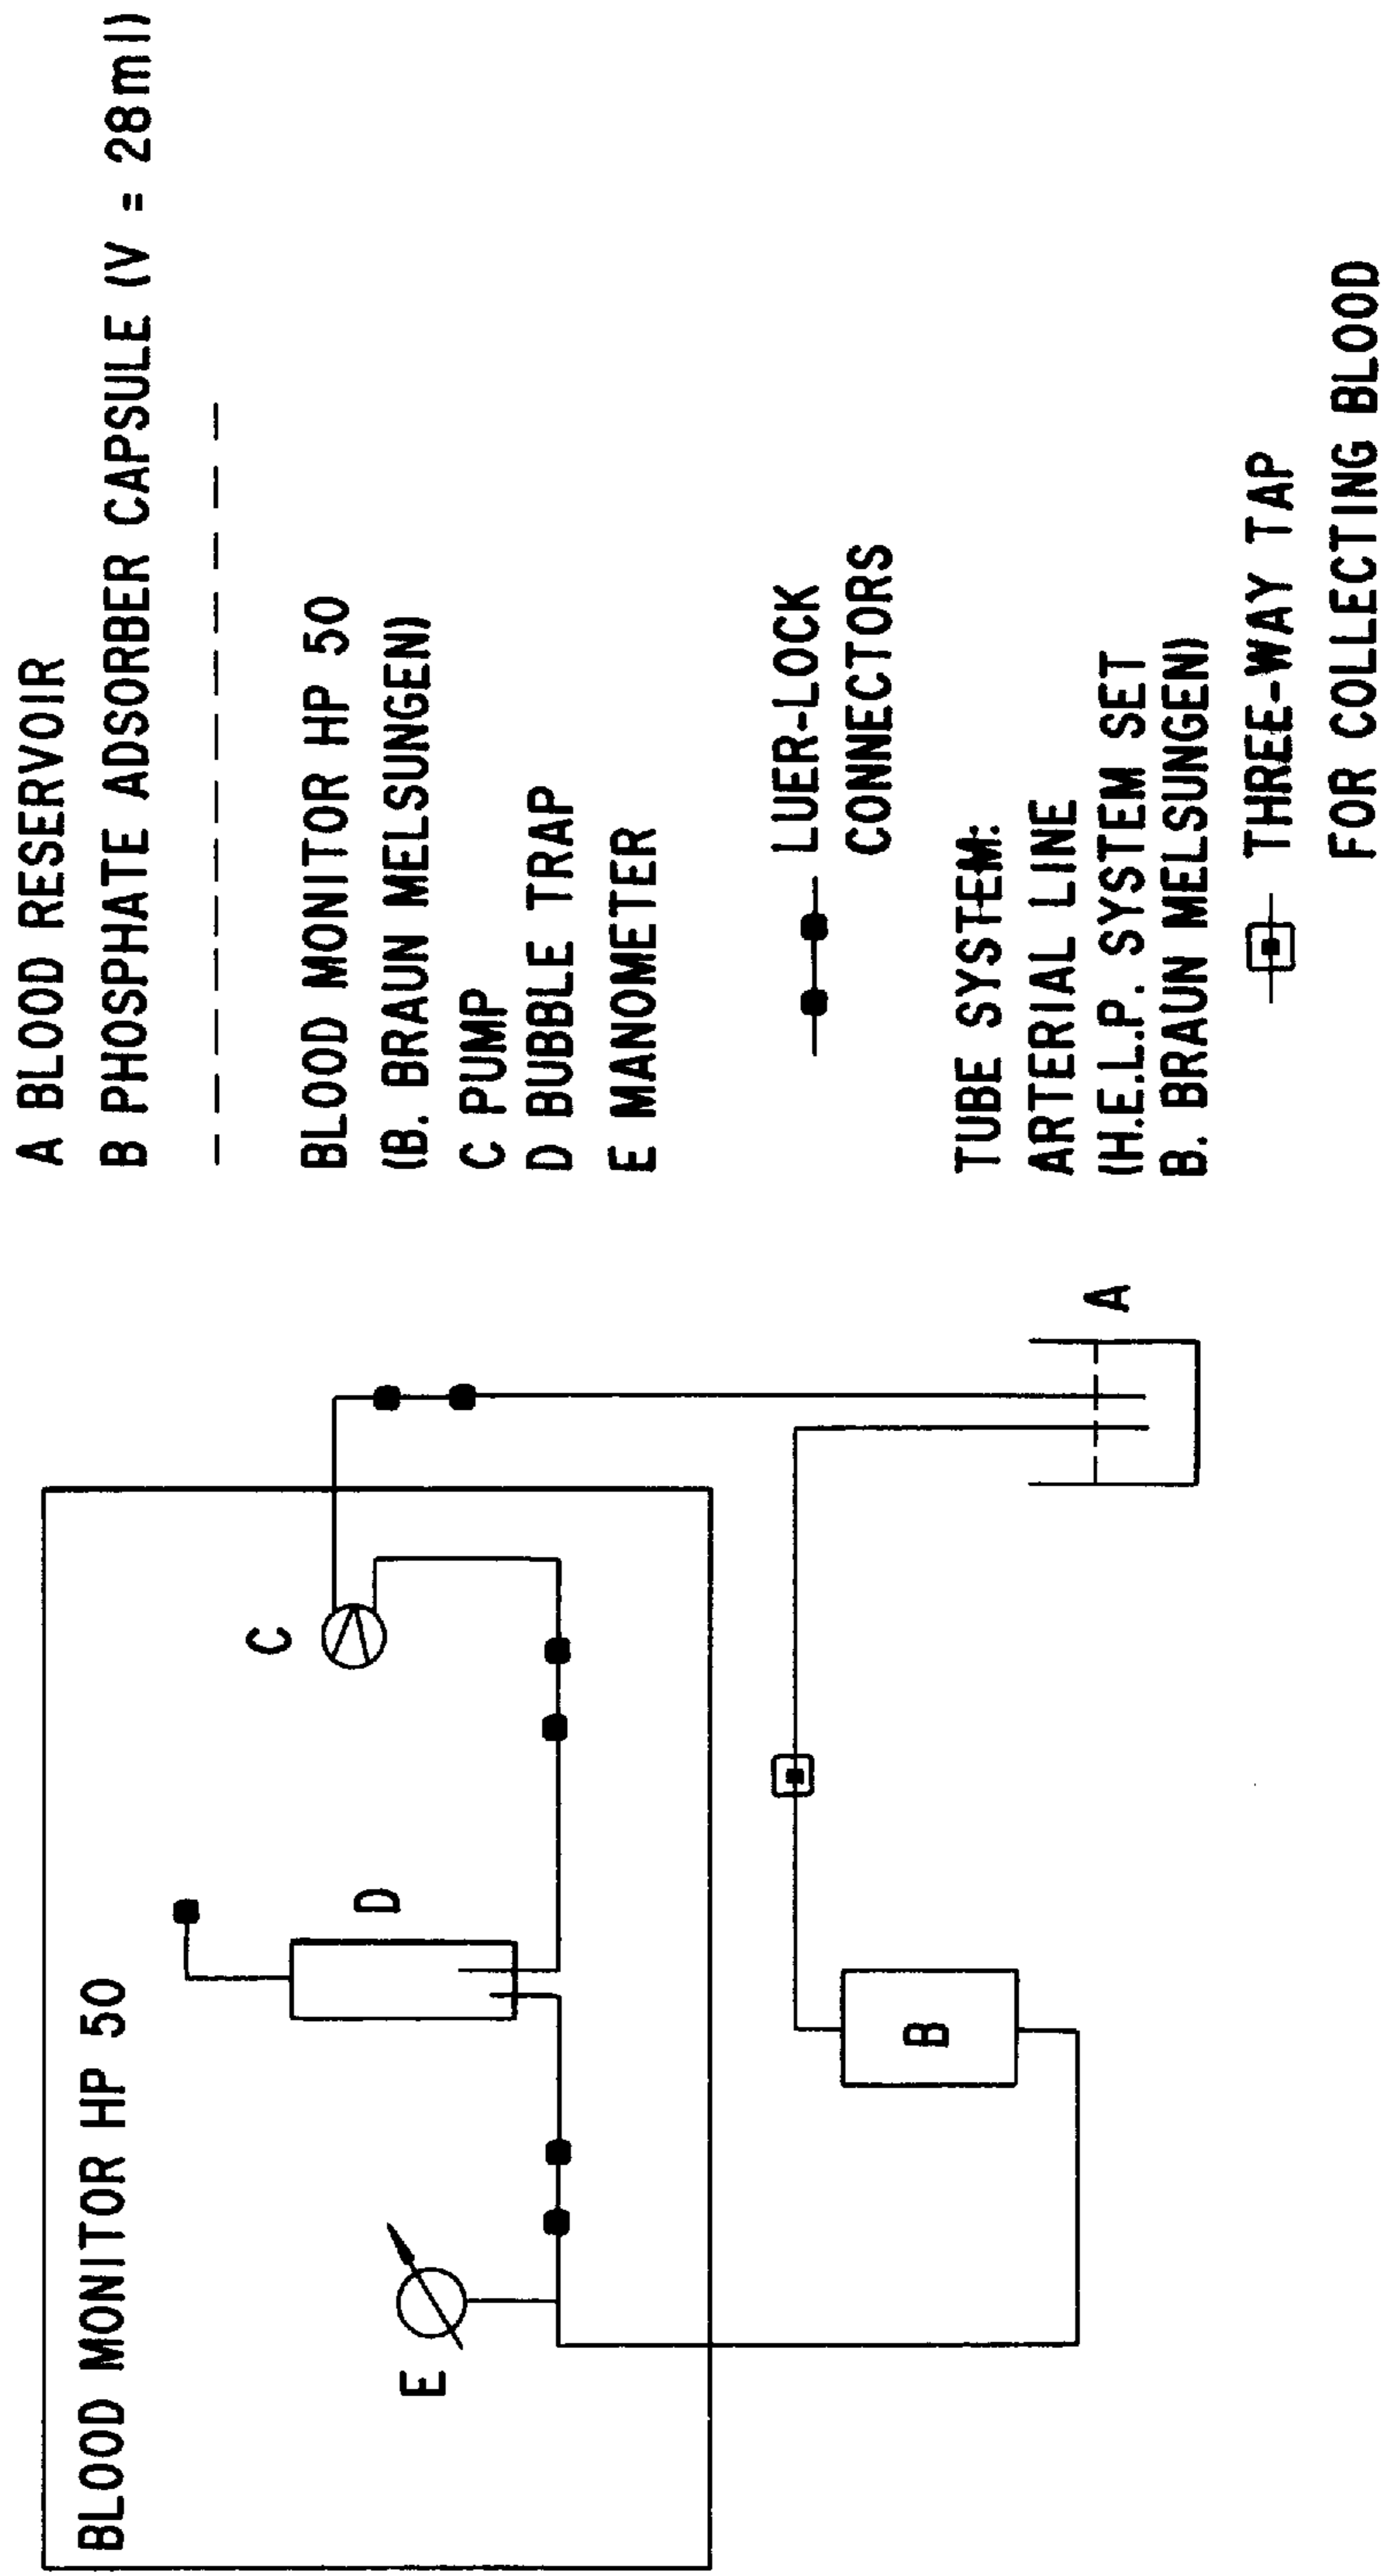 BLOOD MONITOR HP 50
E
D
C
B
A
A BLOOD RESERVOIR
B PHOSPHATE ADSORBER CAPSULE (V = 28ml)
BLOOD MONITOR HP 50
(B. BRAUN MELSUNGEN)
C PUMP
D BUBBLE TRAP
E MANOMETER
LUER-LOCK
CONNECTORS
TUBE SYSTEM:
ARTERIAL LINE
(H.E.L.P. SYSTEM SET
B. BRAUN MELSUNGEN)
THREE-WAY TAP
FOR COLLECTING BLOOD